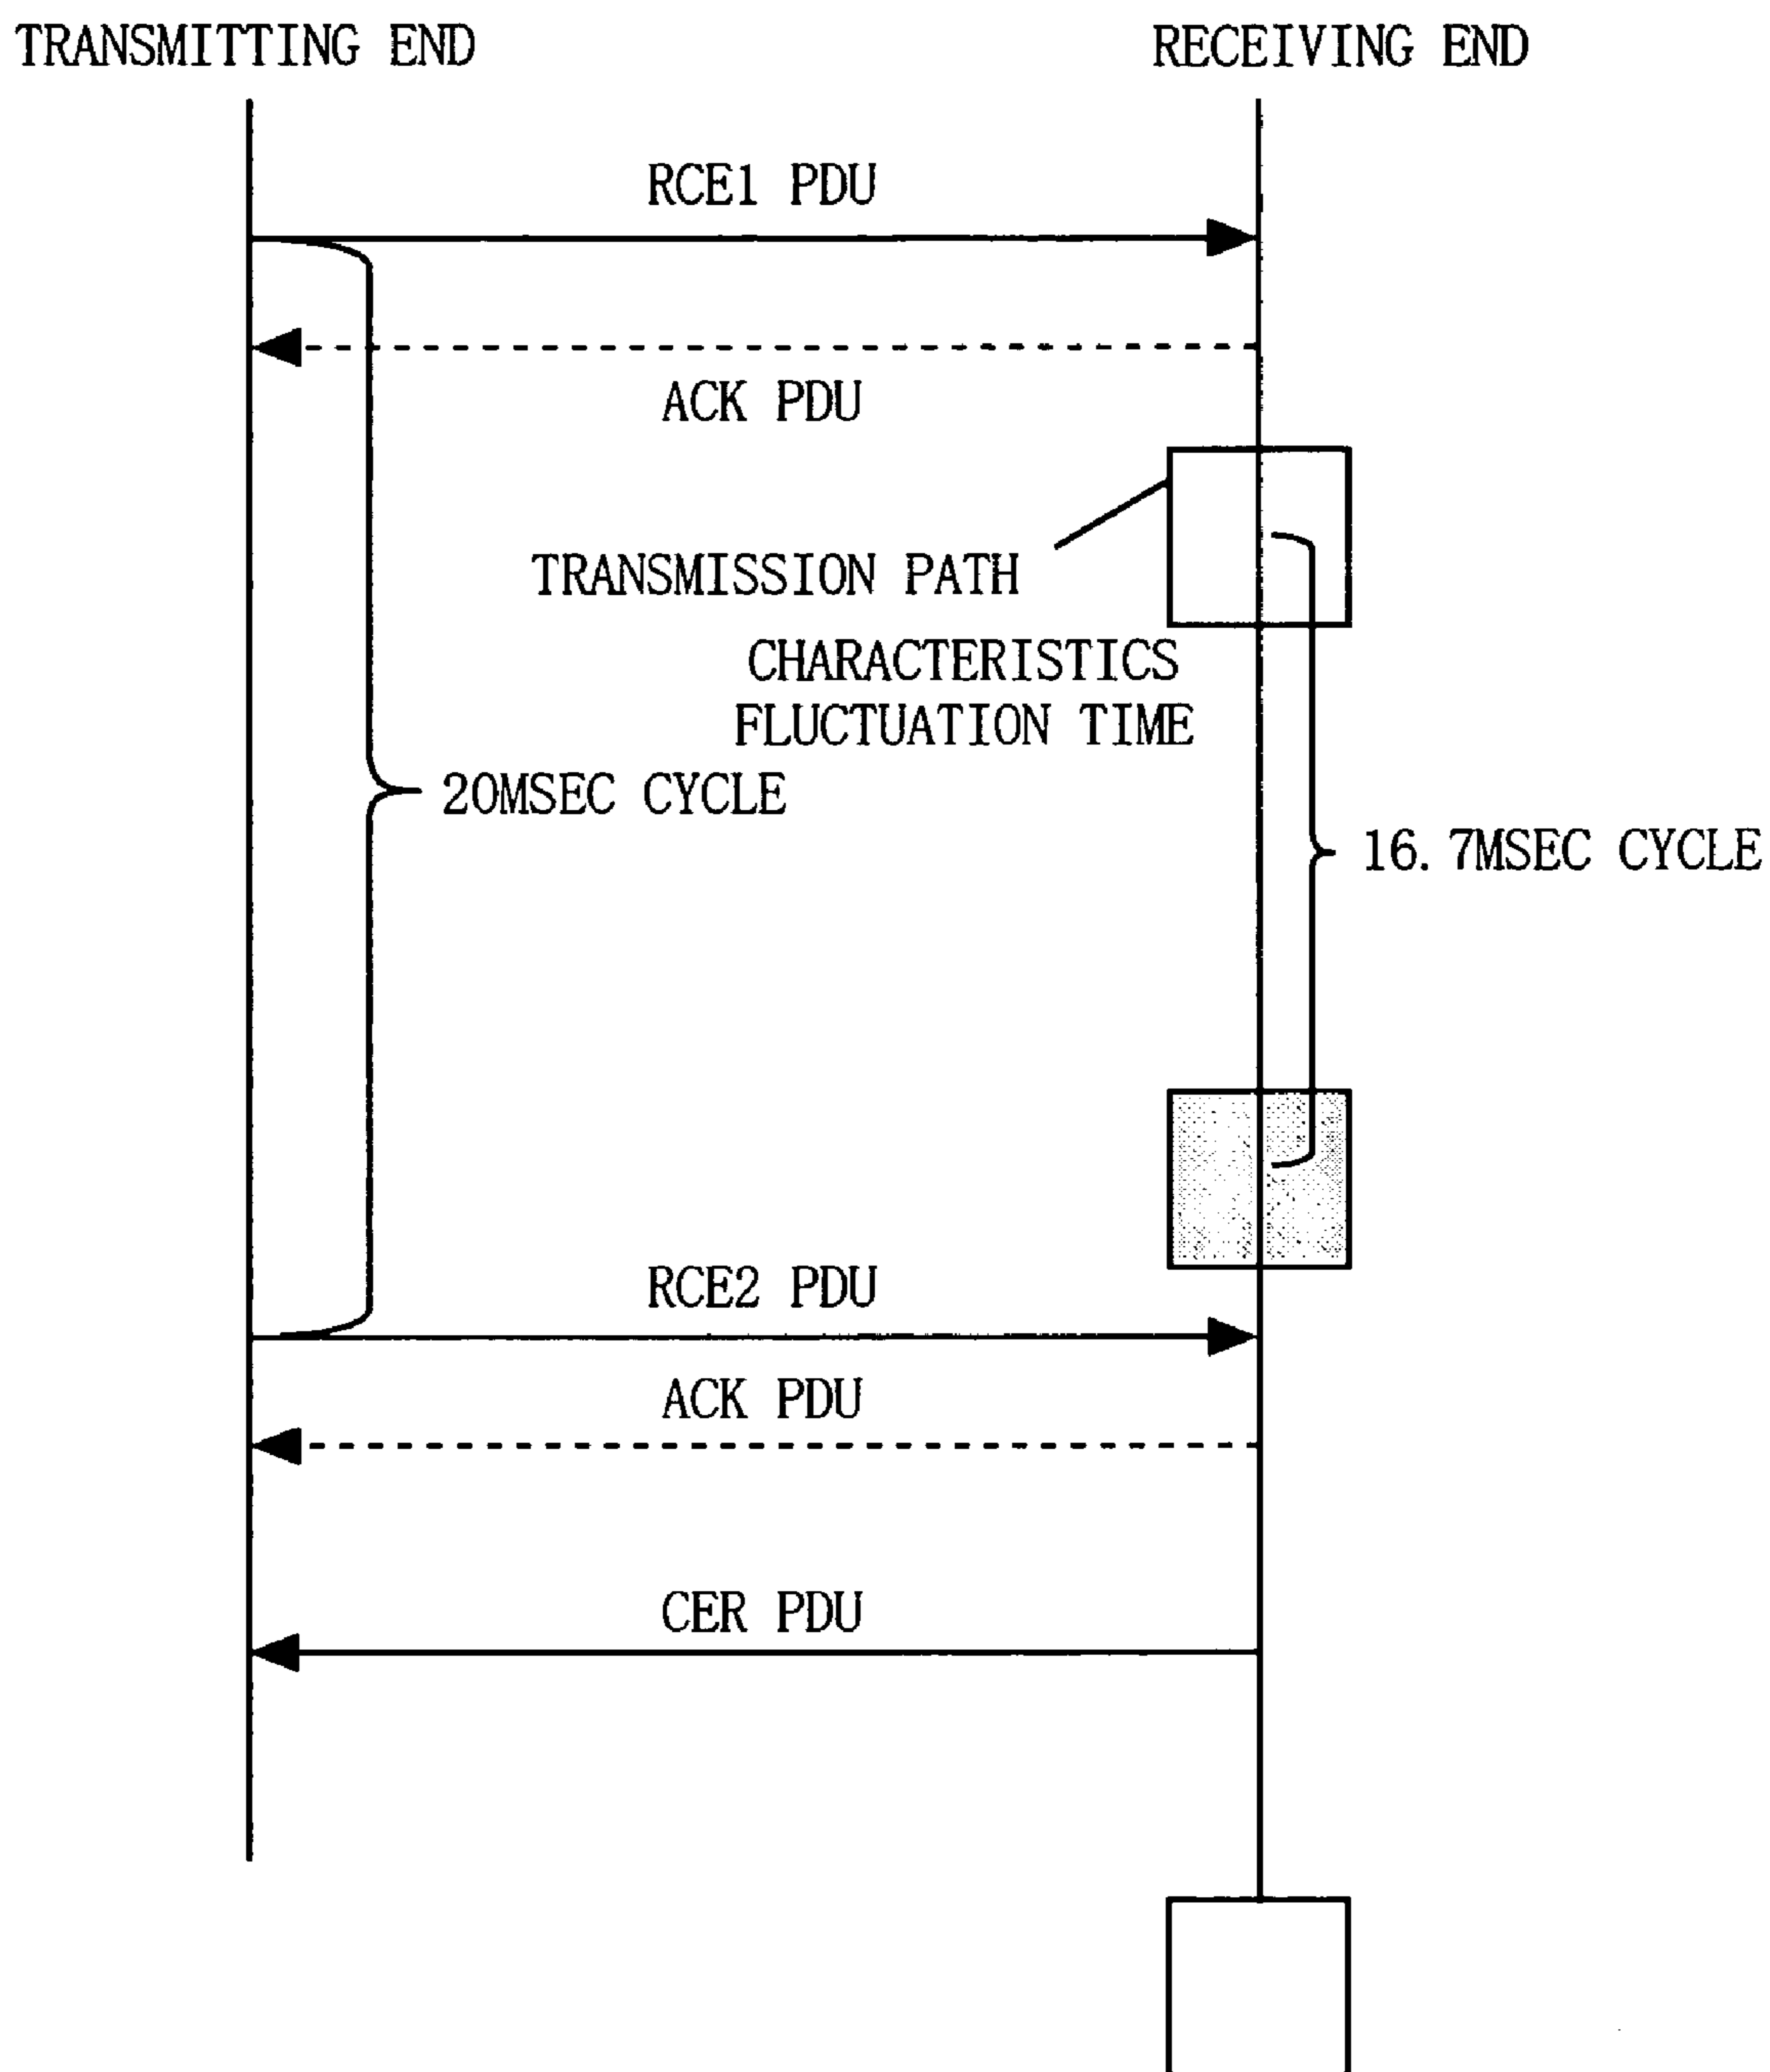 TRANSMITTING END
RECEIVING END
RCE1 PDU
ACK PDU
TRANSMISSION PATH
CHARACTERISTICS
FLUCTUATION TIME
20MSEC CYCLE
16.7MSEC CYCLE
RCE2 PDU
ACK PDU
CER PDU